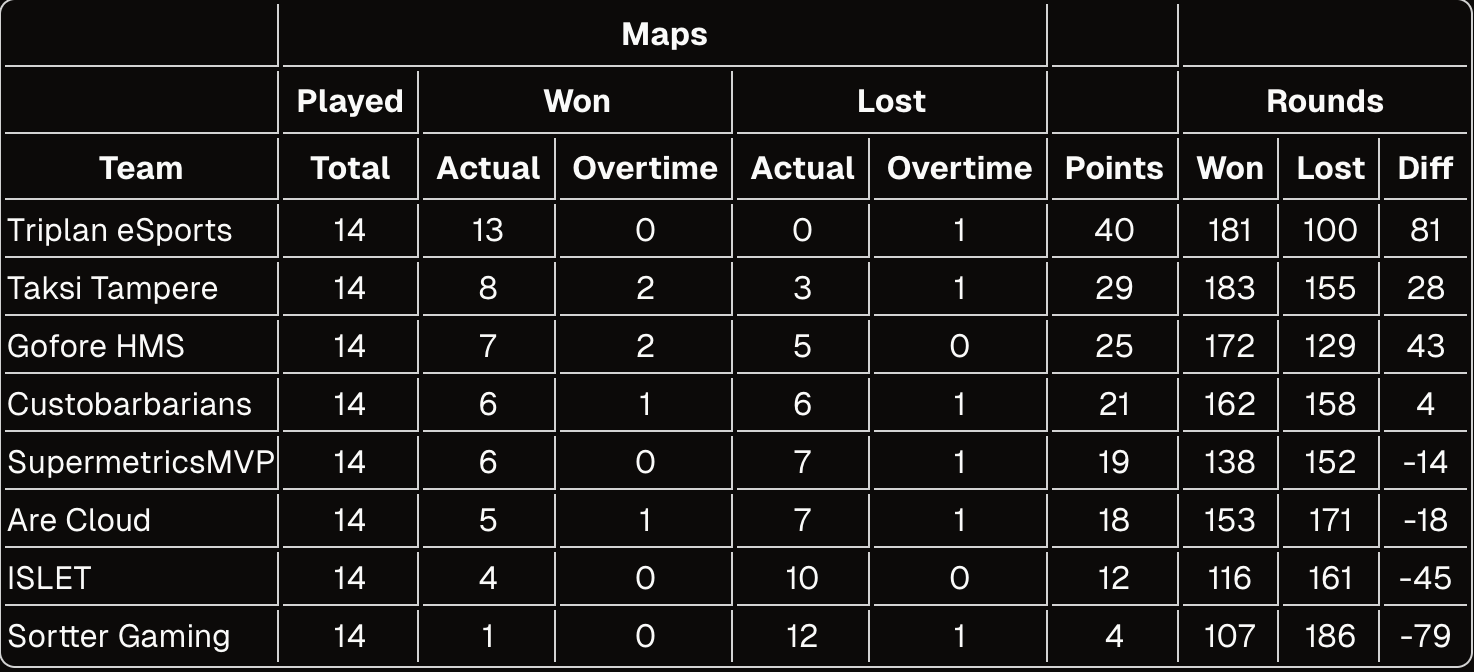 Maps
Played Won Lost Rounds
Team Total Actual Overtime Actual Overtime Points Won Lost Diff
Triplan eSports 14 13 0 0 1 40 181 100 81
Taksi Tampere 14 8 2 3 1 29 183 155 28
Gofore HMS 14 7 2 5 0 25 172 129 43
Custobarbarians 14 6 1 6 1 21 162 158 4
SupermetricsMVP 14 6 0 7 1 19 138 152 -14
Are Cloud 14 5 1 7 1 18 153 171 -18
ISLET 14 4 0 10 0 12 116 161 -45
Sortter Gaming 14 1 0 12 1 4 107 186 -79